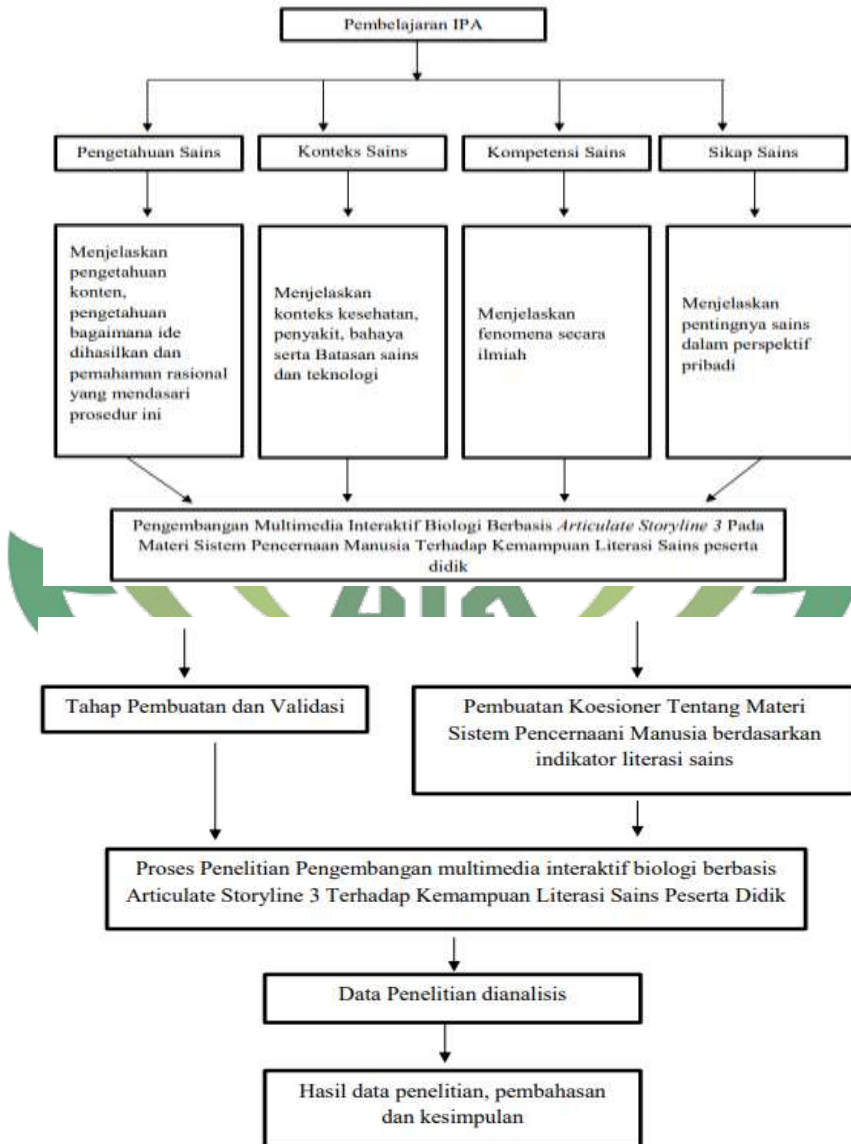 Pembelajaran IPA
Pengetahuan Sains
Konteks Sains
Kompetensi Sains
Sikap Sains
Menjelaskan
pengetahuan
konten,
pengetahuan
bagaimana ide
dihasilkan dan
pemahaman rasional
yang mendasari
prosedur ini
Menjelaskan
konteks kesehatan,
penyakit, bahaya
serta Batasan sains
dan teknologi
Menjelaskan
fenomena secara
ilmiah
Menjelaskan
pentingnya sains
dalam perspektif
pribadi
Pengembangan Multimedia Interaktif Biologi Berbasis Articulate Storyline 3 Pada
Materi Sistem Pencernaan Manusia Terhadap Kemampuan Literasi Sains peserta
didik
Tahap Pembuatan dan Validasi
Pembuatan Koesioner Tentang Materi
Sistem Pencernaani Manusia berdasarkan
indikator literasi sains
Proses Penelitian Pengembangan multimedia interaktif biologi berbasis
Articulate Storyline 3 Terhadap Kemampuan Literasi Sains Peserta Didik
Data Penelitian dianalisis
Hasil data penelitian, pembahasan
dan kesimpulan